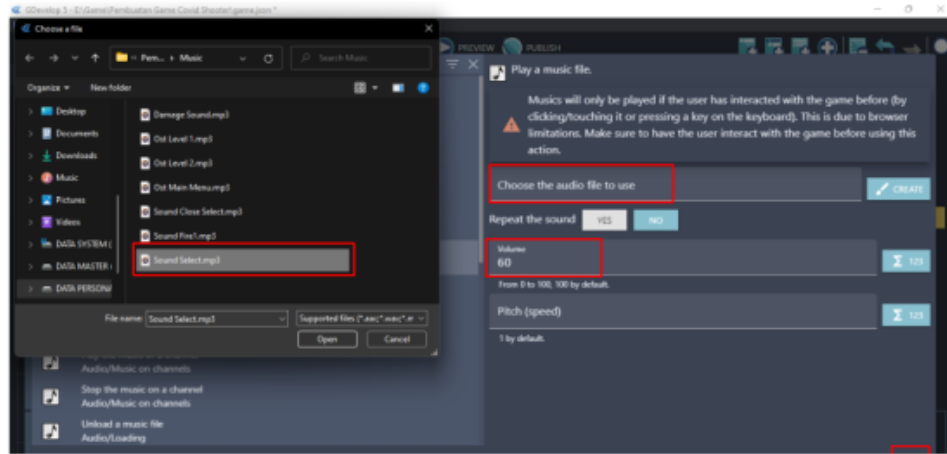 GDevelop 5 - E:\Game\Pembuatan Game Covid Shooter\game.json *
Choose a file
Pem... › Music
Search Music
Organize
New folder
Desktop
Documents
Downloads
Music
Pictures
Videos
DATA SYSTEM (
DATA MASTER (
DATA PERSONA
Damage Sound.mp3
Ost Level 1.mp3
Ost Level 2.mp3
Ost Main Menu.mp3
Sound Close Select.mp3
Sound Fire1.mp3
Sound Select.mp3
File name:
Sound Select.mp3
Supported files (*.aac;*.wav;*.
Open
Cancel
PREVIEW
PUBLISH
Play a music file.
Musics will only be played if the user has interacted with the game before (by
clicking/touching it or pressing a key on the keyboard). This is due to browser
limitations. Make sure to have the user interact with the game before using this
action.
Choose the audio file to use
CREATE
Repeat the sound
YES
NO
Volume
60
Σ 123
From 0 to 100, 100 by default.
Pitch (speed)
Σ 123
1 by default.
Audio/Music on channels
Stop the music on a channel
Audio/Music on channels
Unload a music file
Audio/Loading